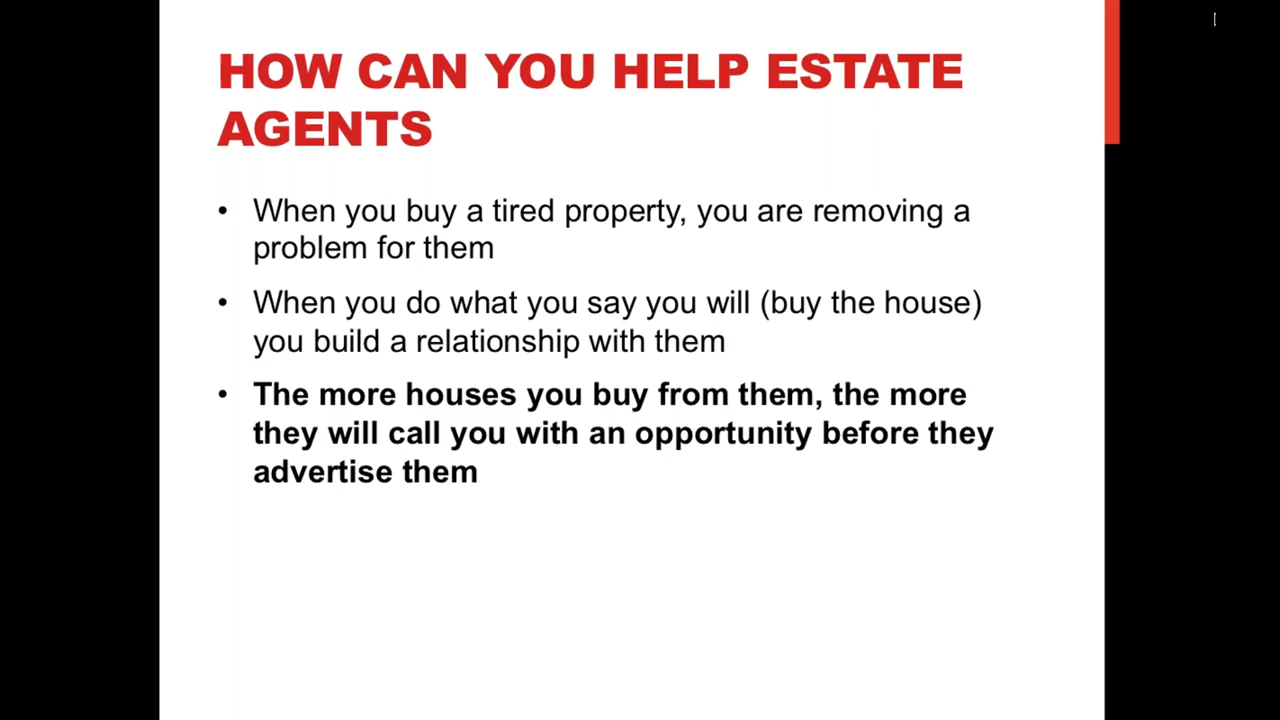 HOW CAN YOU HELP ESTATE
AGENTS
• When you buy a tired property, you are removing a
problem for them
• When you do what you say you will (buy the house)
you build a relationship with them
• The more houses you buy from them, the more
they will call you with an opportunity before they
advertise them